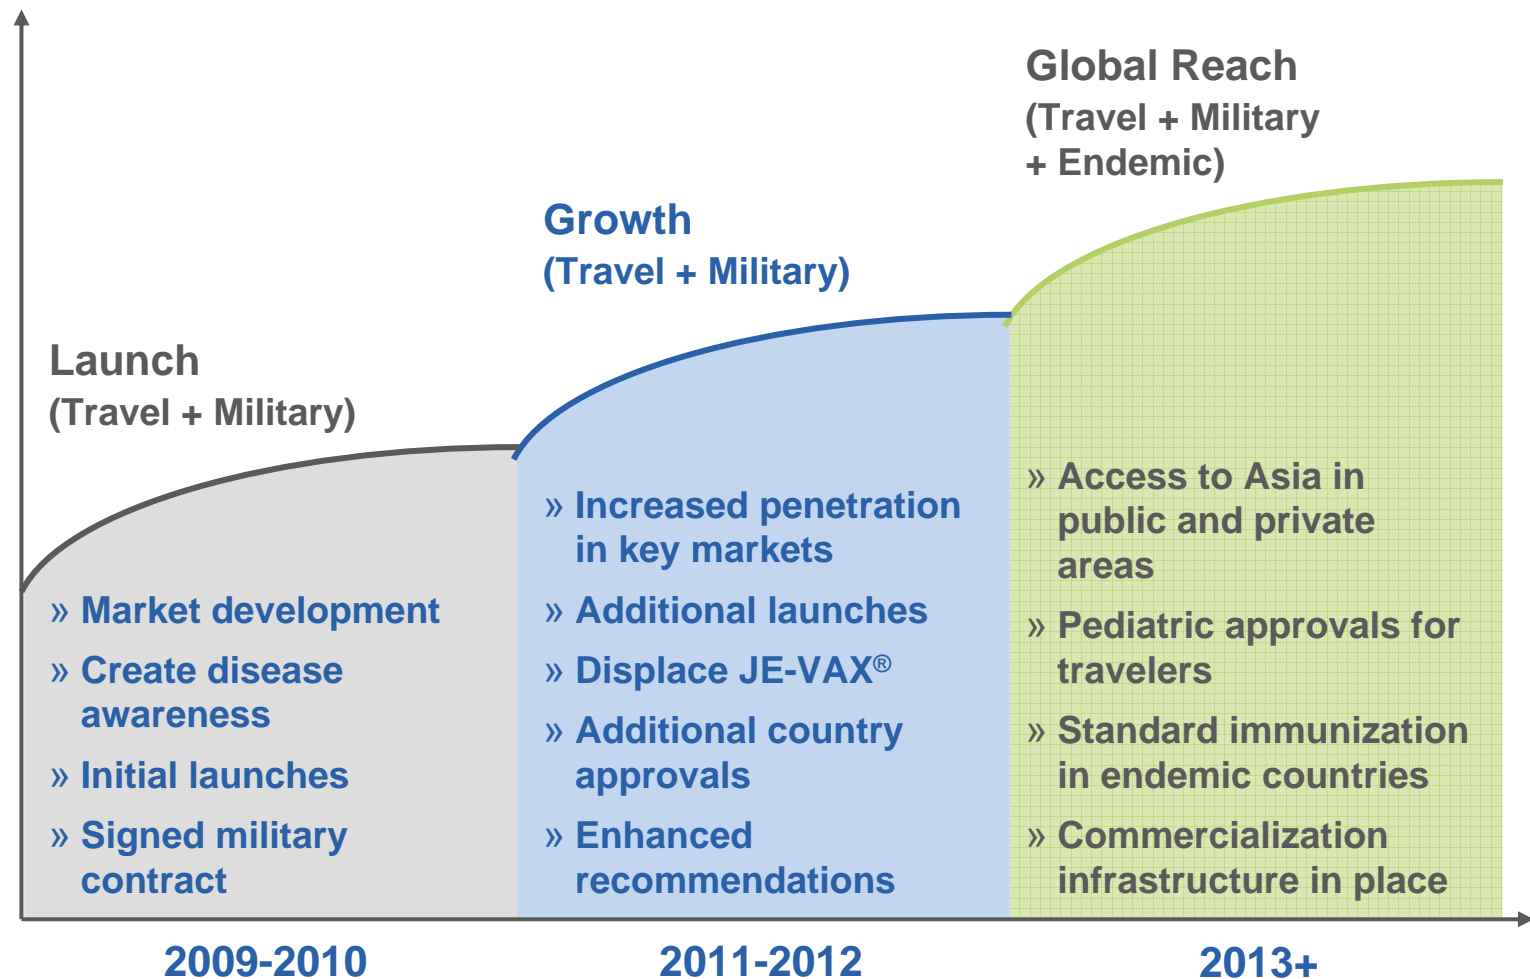 Launch
(Travel + Military)
» Market development
» Create disease
awareness
» Initial launches
» Signed military
contract
2009-2010
Growth
(Travel + Military)
» Increased penetration
in key markets
» Additional launches
» Displace JE-VAX®
» Additional country
approvals
» Enhanced
recommendations
2011-2012
Global Reach
(Travel + Military
+ Endemic)
» Access to Asia in
public and private
areas
» Pediatric approvals for
travelers
» Standard immunization
in endemic countries
» Commercialization
infrastructure in place
2013+